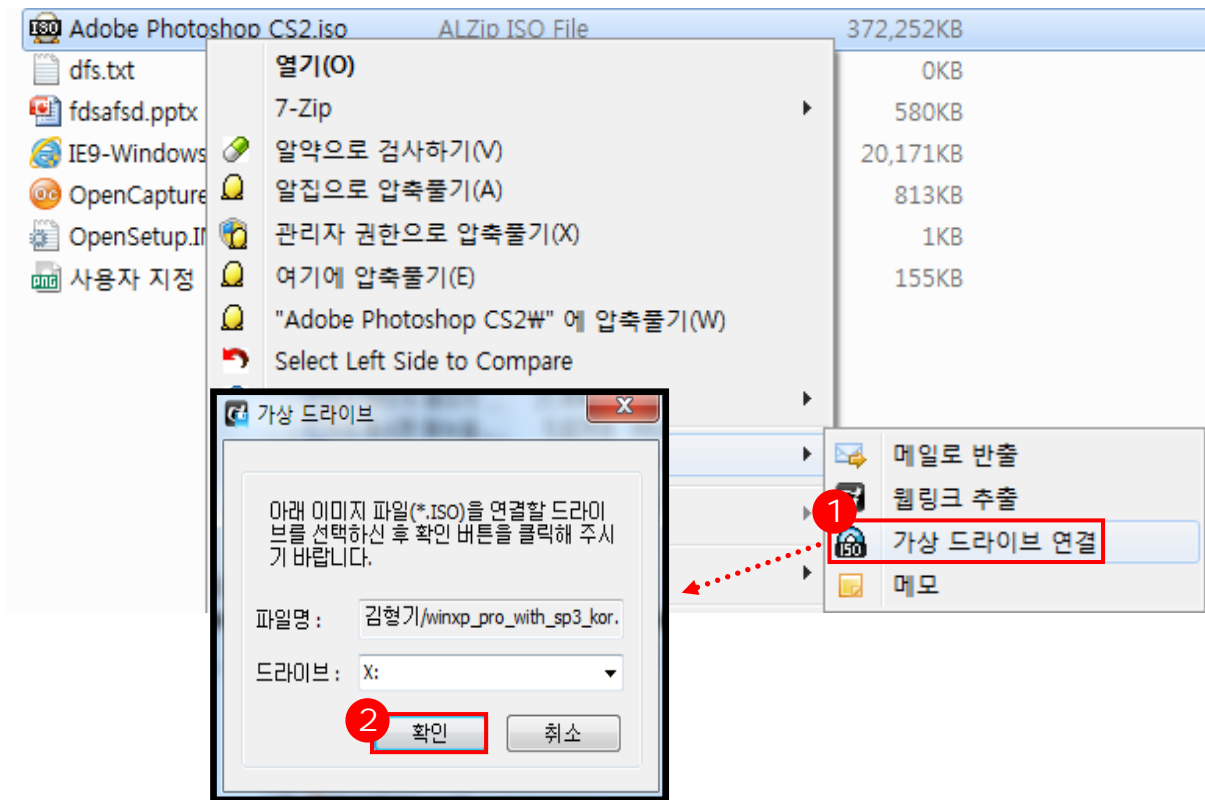 Adobe Photoshop CS2.iso ALZip ISO File 372,252KB
dfs.txt 0KB
fdsafsd.pptx 580KB
IE9-Windows 20,171KB
OpenCapture 813KB
OpenSetup.IN 1KB
사용자 지정 155KB
열기(O)
7-Zip
알약으로 검사하기(V)
알집으로 압축풀기(A)
관리자 권한으로 압축풀기(X)
여기에 압축풀기(E)
"Adobe Photoshop CS2₩" 에 압축풀기(W)
Select Left Side to Compare
메일로 반출
웹링크 추출
1
가상 드라이브 연결
메모
가상 드라이브
아래 이미지 파일(*.ISO)을 연결할 드라이
브를 선택하신 후 확인 버튼을 클릭해 주시
기 바랍니다.
파일명 : 김형기/winxp_pro_with_sp3_kor.
드라이브 : X:
2
확인 취소
ISO
png